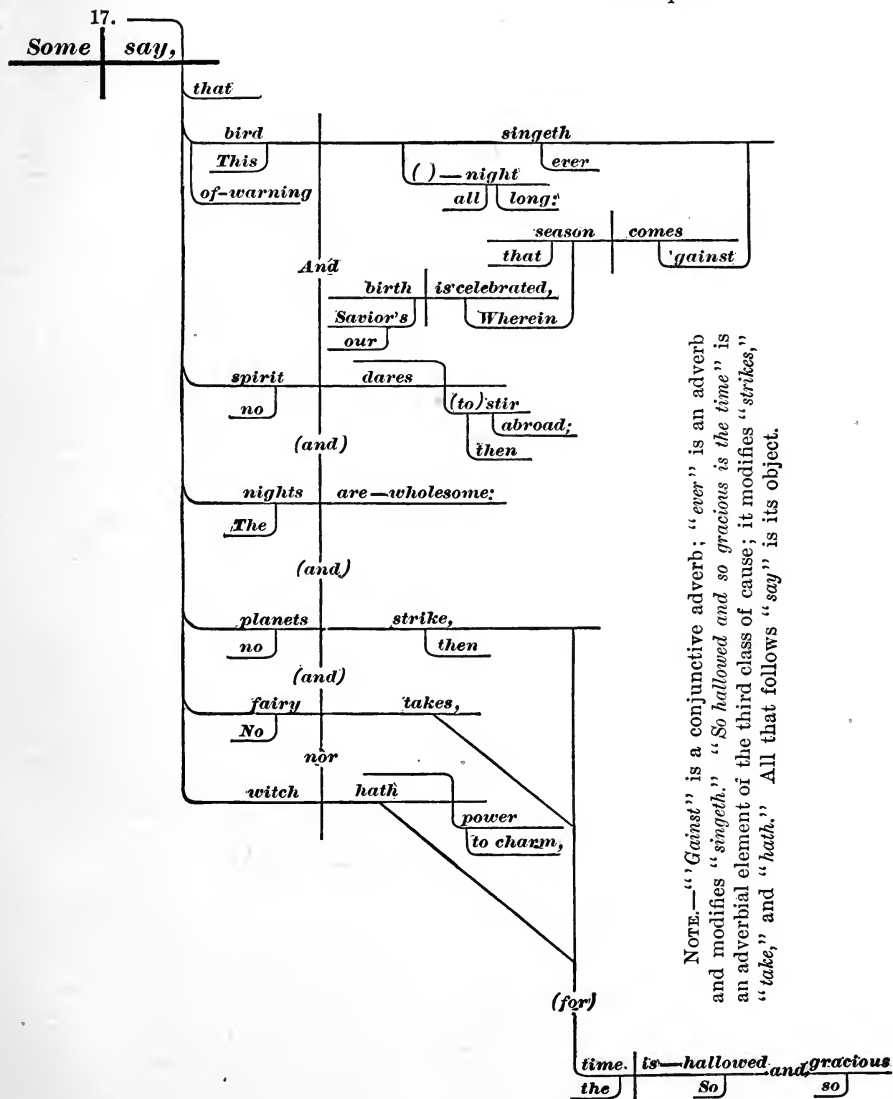 17.
Some say,
that
bird singeth
This ever
( )—night
of-warning
all long:
season comes
that 'gainst
And
birth is celebrated,
Savior's Wherein
our
spirit dares
no (to) stir
abroad;
(and) then
nights are—wholesome:
The
(and)
planets strike,
no then
(and)
fairy takes,
No
nor
witch hath
power
to charm,
(for)
time. is—hallowed and gracious
the So so
NOTE.—"'Gainst" is a conjunctive adverb; "ever" is an adverb
and modifies "singeth." "So hallowed and so gracious is the time" is
an adverbial element of the third class of cause; it modifies "strikes,"
"take," and "hath." All that follows "say" is its object.